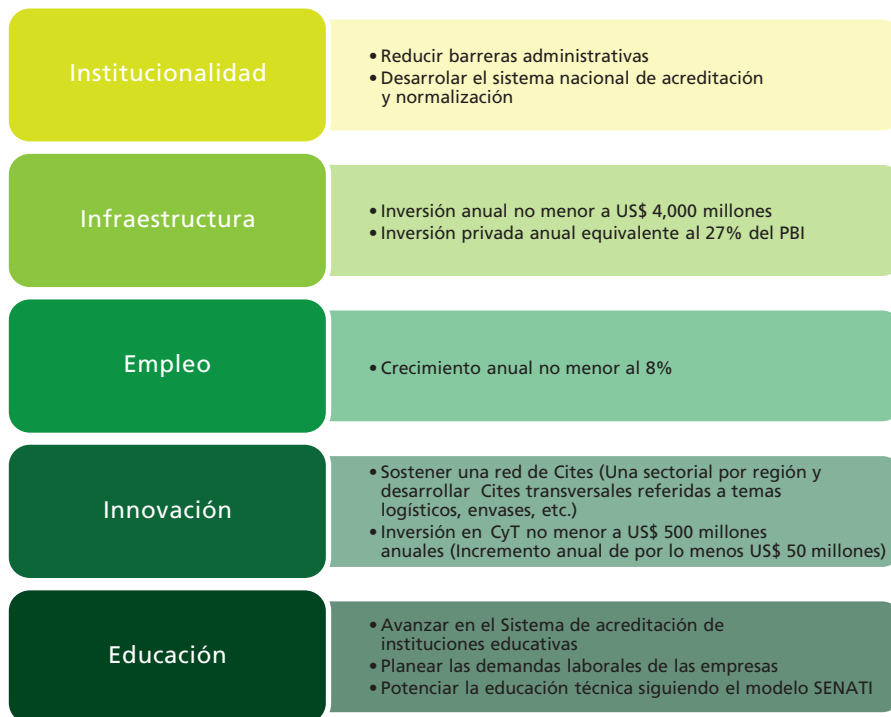 Institucionalidad
• Reducir barreras administrativas
• Desarrolar el sistema nacional de acreditación
y normalización
Infraestructura
• Inversión anual no menor a US$ 4,000 millones
• Inversión privada anual equivalente al 27% del PBI
Empleo
• Crecimiento anual no menor al 8%
Innovación
• Sostener una red de Cites (Una sectorial por región y
desarrollar Cites transversales referidas a temas
logísticos, envases, etc.)
• Inversión en CyT no menor a US$ 500 millones
anuales (Incremento anual de por lo menos US$ 50 millones)
Educación
• Avanzar en el Sistema de acreditación de
instituciones educativas
• Planear las demandas laborales de las empresas
• Potenciar la educación técnica siguiendo el modelo SENATI